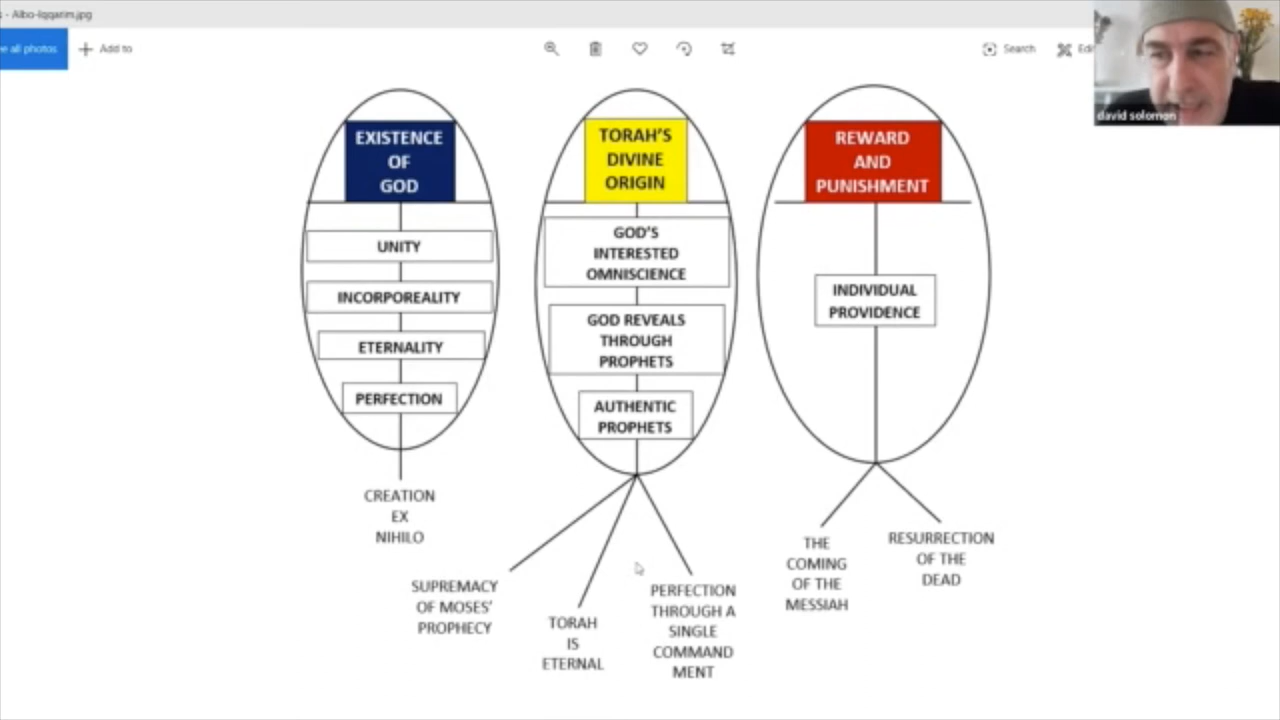 s - Albo-Iqqarim.jpg
ee all photos
Add to
Search
Edi
david solomon
EXISTENCE
OF
GOD
UNITY
INCORPOREALITY
ETERNALITY
PERFECTION
CREATION
EX
NIHILO
TORAH'S
DIVINE
ORIGIN
GOD'S
INTERESTED
OMNISCIENCE
GOD REVEALS
THROUGH
PROPHETS
AUTHENTIC
PROPHETS
SUPREMACY
OF MOSES'
PROPHECY
TORAH
IS
ETERNAL
PERFECTION
THROUGH A
SINGLE
COMMAND
MENT
REWARD
AND
PUNISHMENT
INDIVIDUAL
PROVIDENCE
THE
COMING
OF THE
MESSIAH
RESURRECTION
OF THE
DEAD